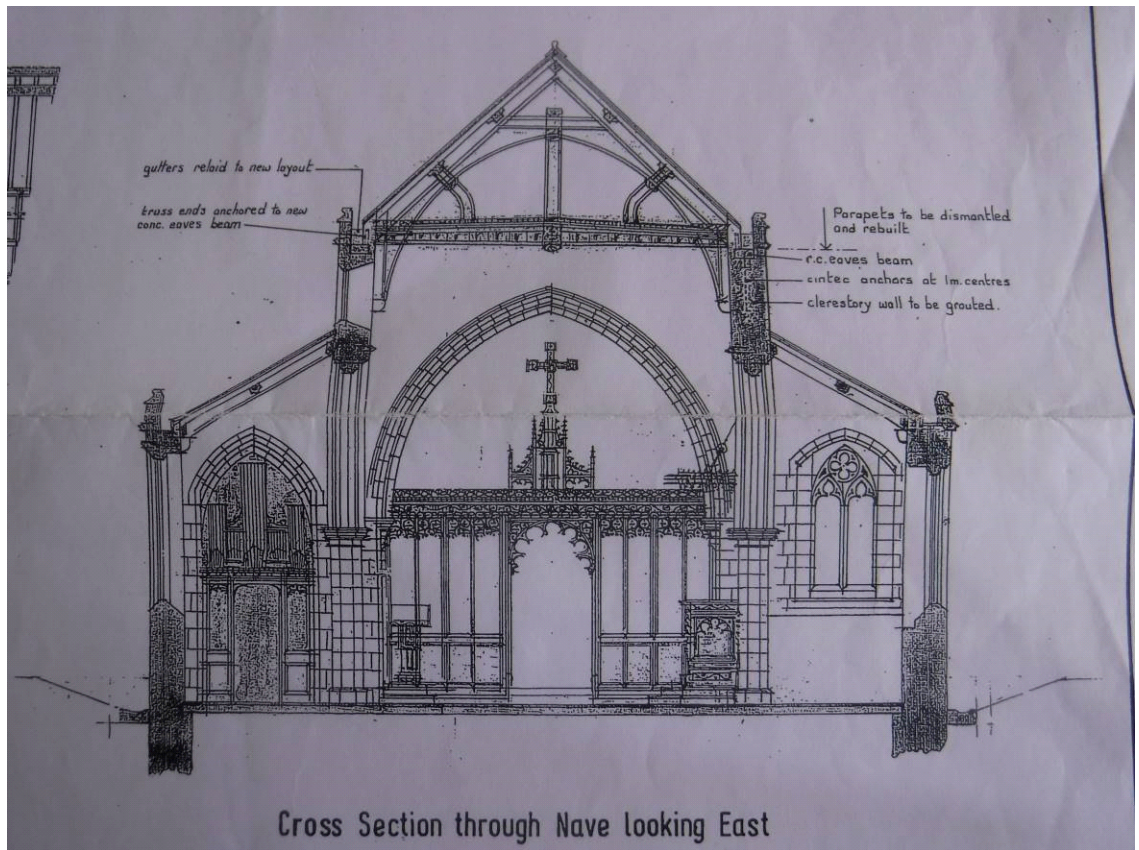 gutters relaid to new layout
truss ends anchored to new
conc. eaves beam
Parapets to be dismantled
and rebuilt
r.c. eaves beam
cintec anchors at 1m. centres
clerestory wall to be grouted.
Cross Section through Nave looking East